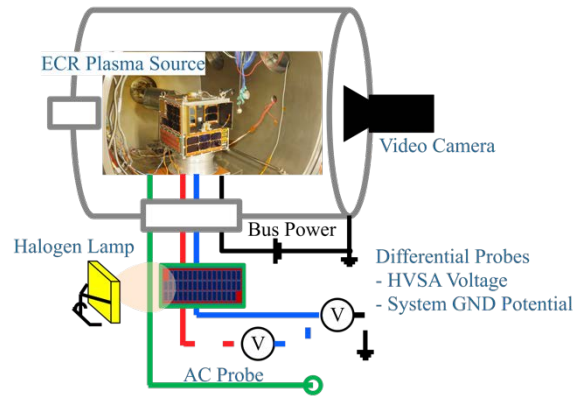 ECR Plasma Source
Video Camera
Bus Power
Halogen Lamp
Differential Probes
- HVSA Voltage
- System GND Potential
V
V
AC Probe